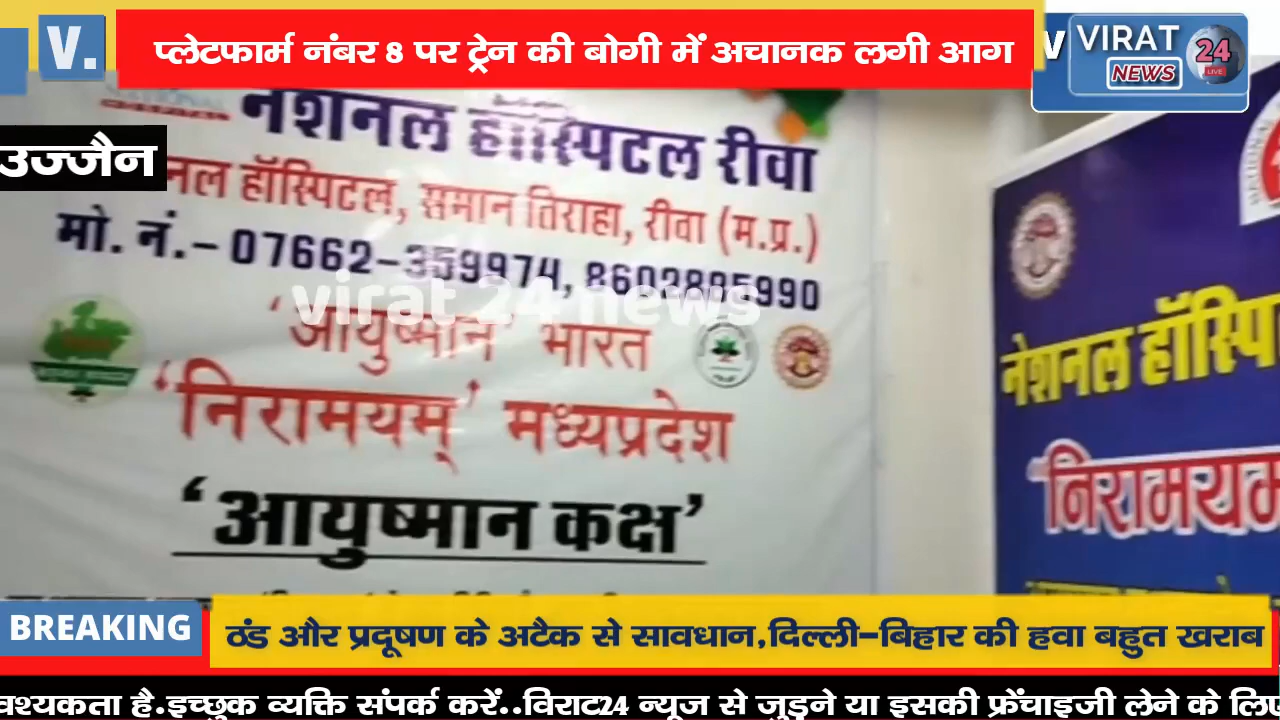 V.
प्लेटफार्म नंबर 8 पर ट्रेन की बोगी में अचानक लगी आग
VIRAT
NEWS
24
LIVE
उज्जैन
नेशनल हॉस्पिटल रीवा
नल हॉस्पिटल, समान तिराहा, रीवा (म.प्र.)
मो. नं.- 07662-359974,
virat 24 news
'आयुष्मान' भारत
'निरामयम्' मध्यप्रदेश
'आयुष्मान कक्ष'
नेशनल हॉस्पि
"निरामयम
BREAKING
ठंड और प्रदूषण के अटैक से सावधान,दिल्ली-बिहार की हवा बहुत खराब
वश्यकता है.इच्छुक व्यक्ति संपर्क करें..विराट24 न्यूज से जुड़ने या इसकी फ्रेंचाइजी लेने के लिए